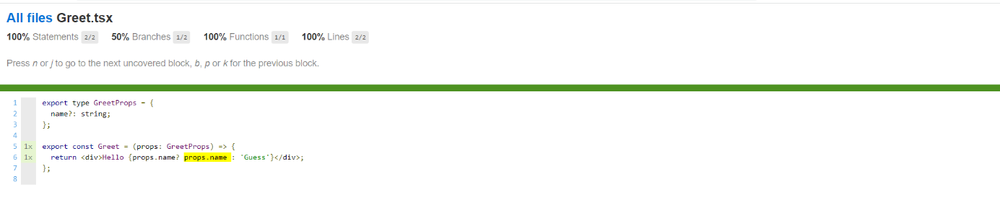 All files Greet.tsx
100% Statements 2/2 50% Branches 1/2 100% Functions 1/1 100% Lines 2/2
Press n or j to go to the next uncovered block, b, p or k for the previous block.
1 export type GreetProps = {
2 name?: string;
3 };
4
5 1x export const Greet = (props: GreetProps) => {
6 1x return <div>Hello {props.name? props.name : 'Guess'}</div>;
7 };
8